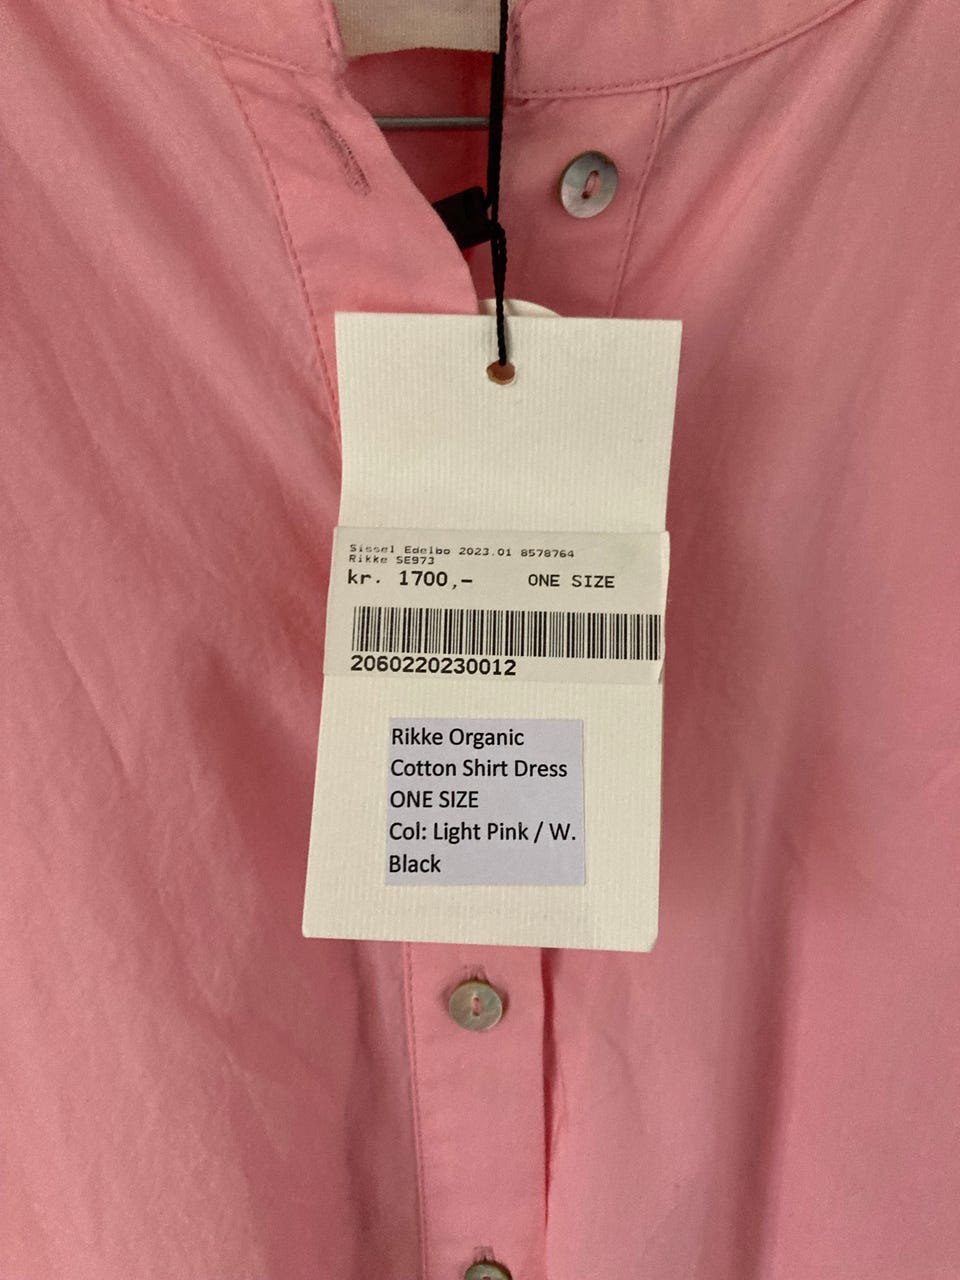 Sissel Edelbo 2023.01 8578764
Rikke SE973
kr. 1700,- ONE SIZE
2060220230012
Rikke Organic
Cotton Shirt Dress
ONE SIZE
Col: Light Pink / W.
Black